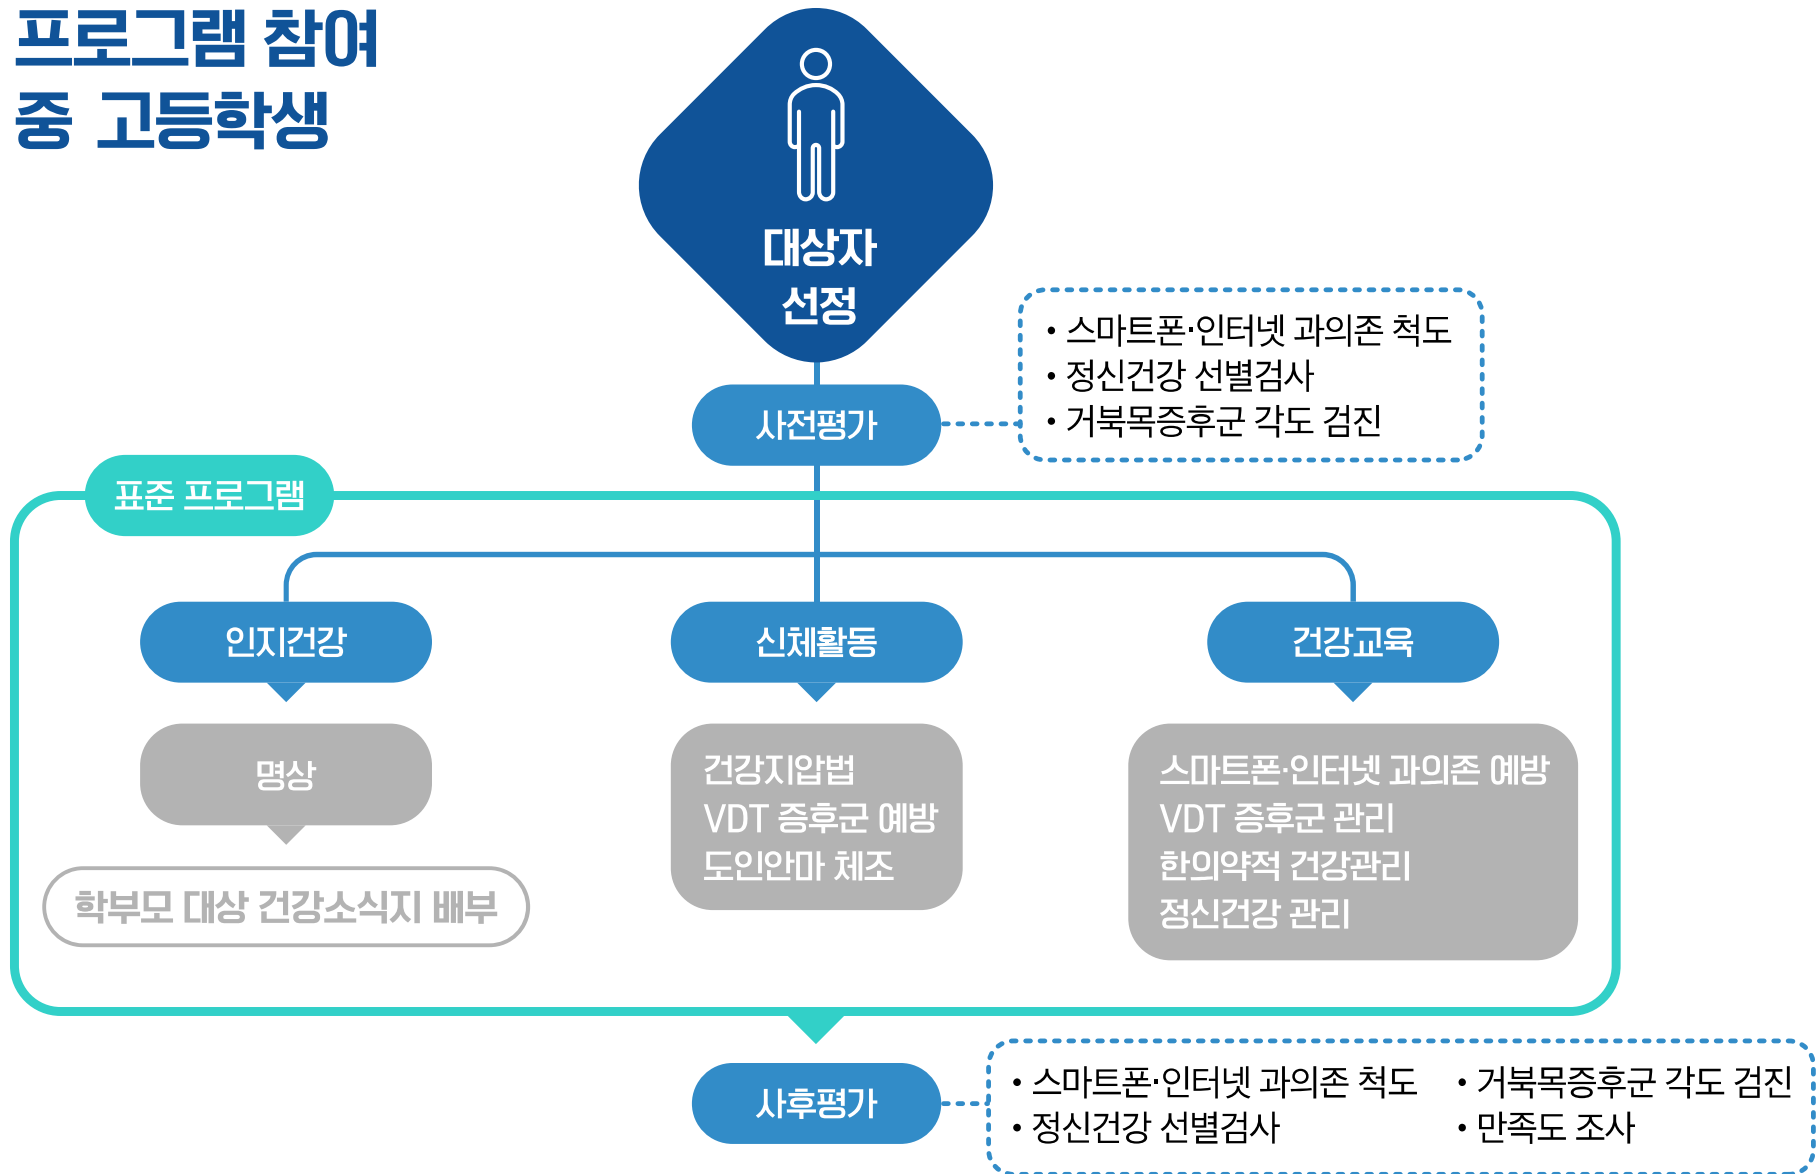 프로그램 참여
중 고등학생
대상자
선정
사전평가
• 스마트폰·인터넷 과의존 척도
• 정신건강 선별검사
• 거북목증후군 각도 검진
표준 프로그램
인지건강
명상
학부모 대상 건강소식지 배부
신체활동
건강지압법
VDT 증후군 예방
도인안마 체조
건강교육
스마트폰·인터넷 과의존 예방
VDT 증후군 관리
한의약적 건강관리
정신건강 관리
사후평가
• 스마트폰·인터넷 과의존 척도
• 정신건강 선별검사
• 거북목증후군 각도 검진
• 만족도 조사